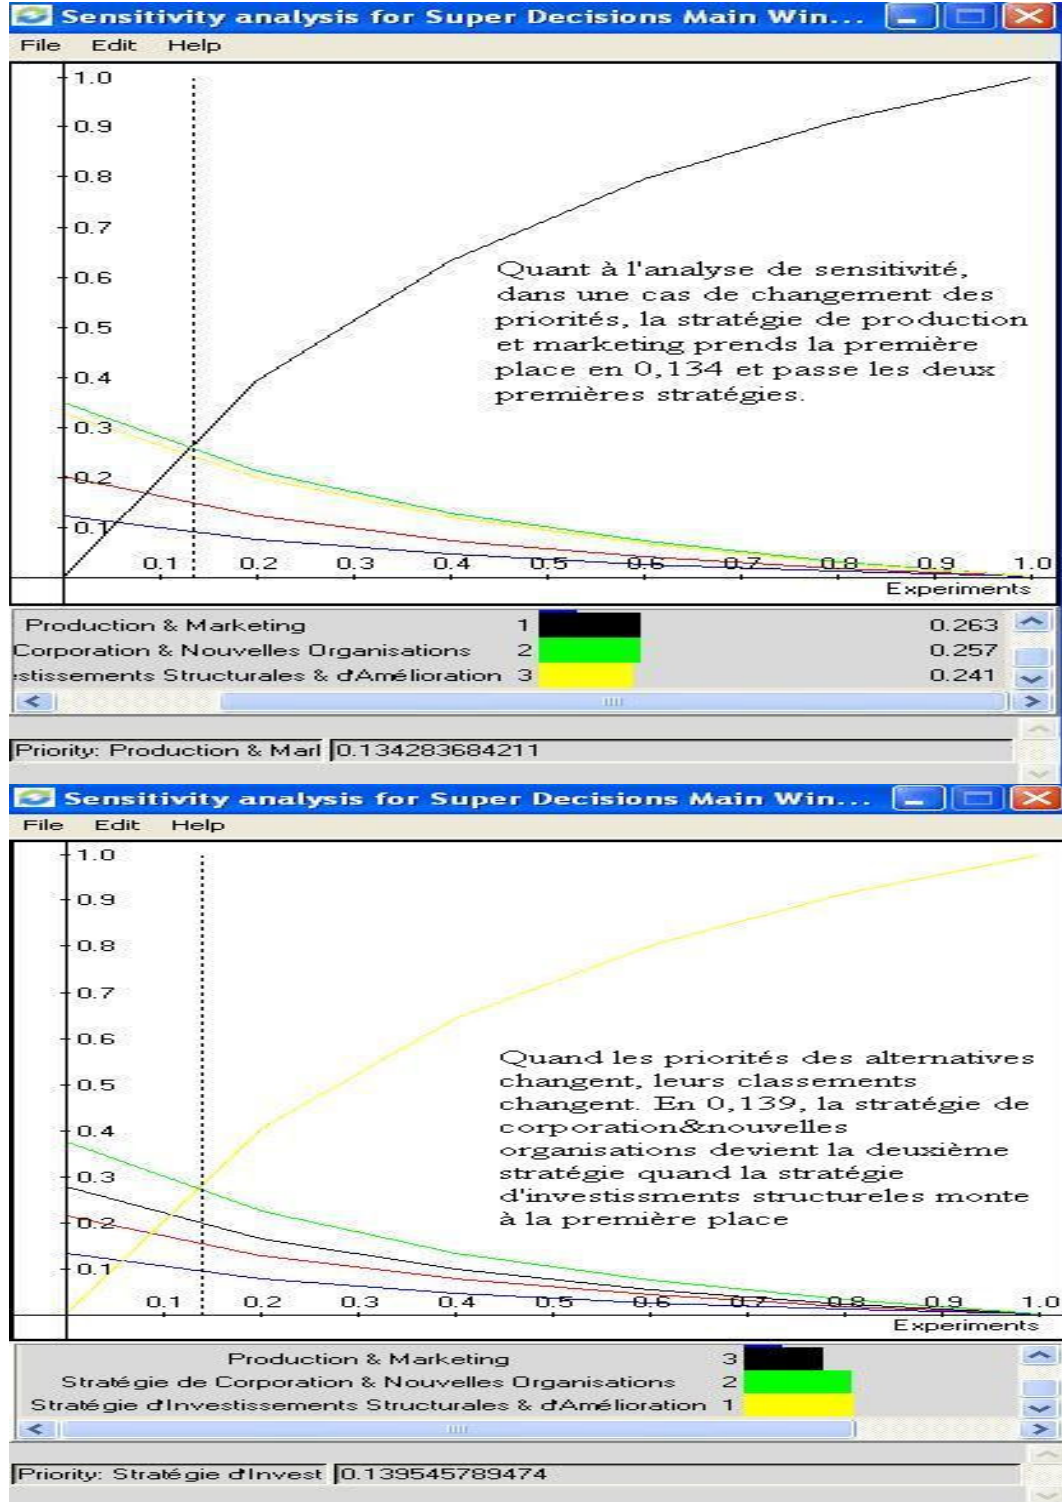 Sensitivity analysis for Super Decisions Main Win...
File Edit Help
1.0
0.9
0.8
0.7
0.6
0.5
0.4
0.3
0.2
0.1
0.1 0.2 0.3 0.4 0.5 0.6 0.7 0.8 0.9 1.0
Experiments
Quant à l'analyse de sensitivité,
dans une cas de changement des
priorités, la stratégie de production
et marketing prends la première
place en 0,134 et passe les deux
premières stratégies.
Production & Marketing 1 0.263
Corporation & Nouvelles Organisations 2 0.257
stissements Structurales & d'Amélioration 3 0.241
Priority: Production & Marl 0.134283684211
Sensitivity analysis for Super Decisions Main Win...
File Edit Help
1.0
0.9
0.8
0.7
0.6
0.5
0.4
0.3
0.2
0.1
0.1 0.2 0.3 0.4 0.5 0.6 0.7 0.8 0.9 1.0
Experiments
Quand les priorités des alternatives
changent, leurs classements
changent. En 0,139, la stratégie de
corporation&nouvelles
organisations devient la deuxième
stratégie quand la stratégie
d'investissments structureles monte
à la première place
Production & Marketing 3
Stratégie de Corporation & Nouvelles Organisations 2
Stratégie d'Investissements Structurales & d'Amélioration 1
Priority: Stratégie d'Invest 0.139545789474